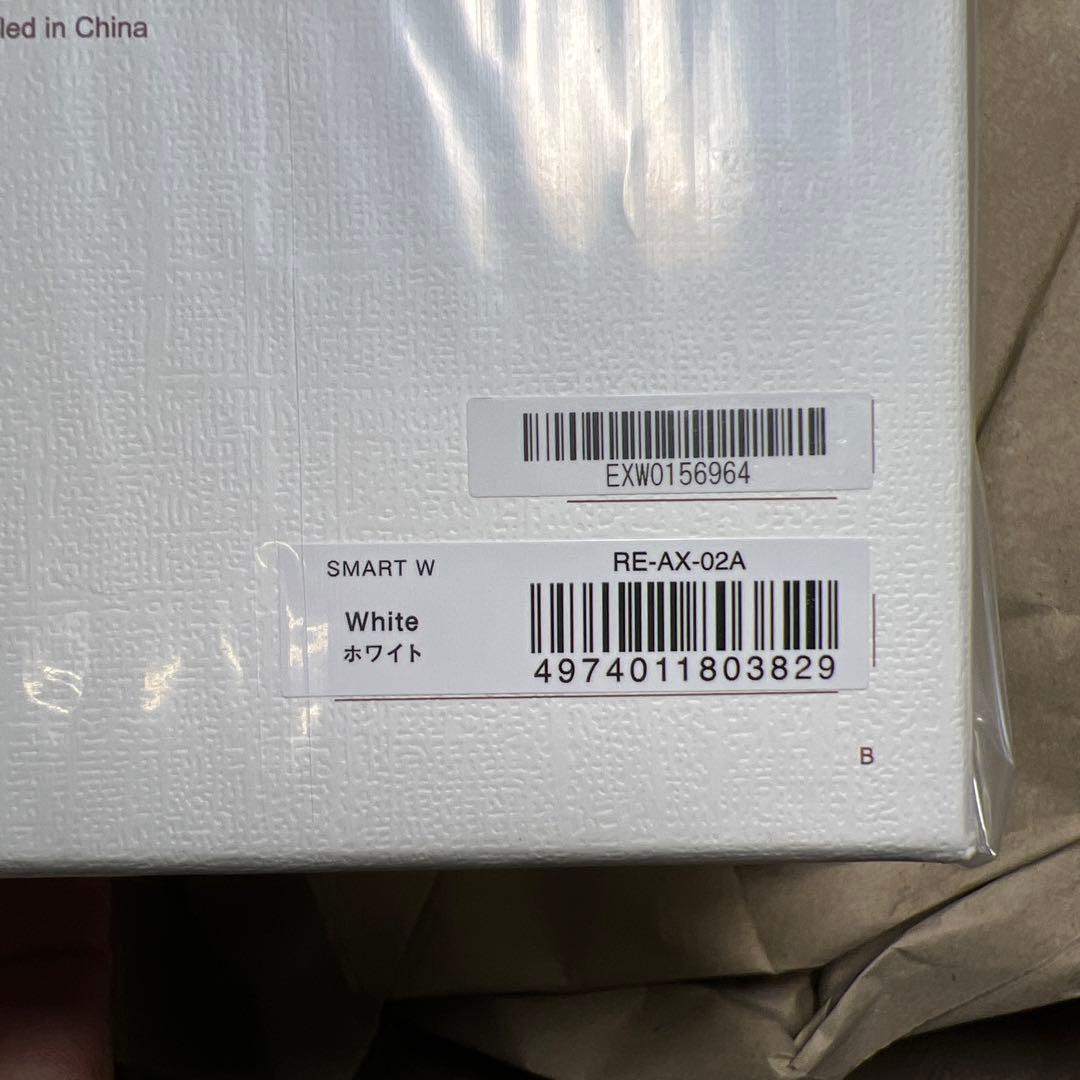 led in China
EXW0156964
SMART W
RE-AX-02A
White
ホワイト
4974011803829
B